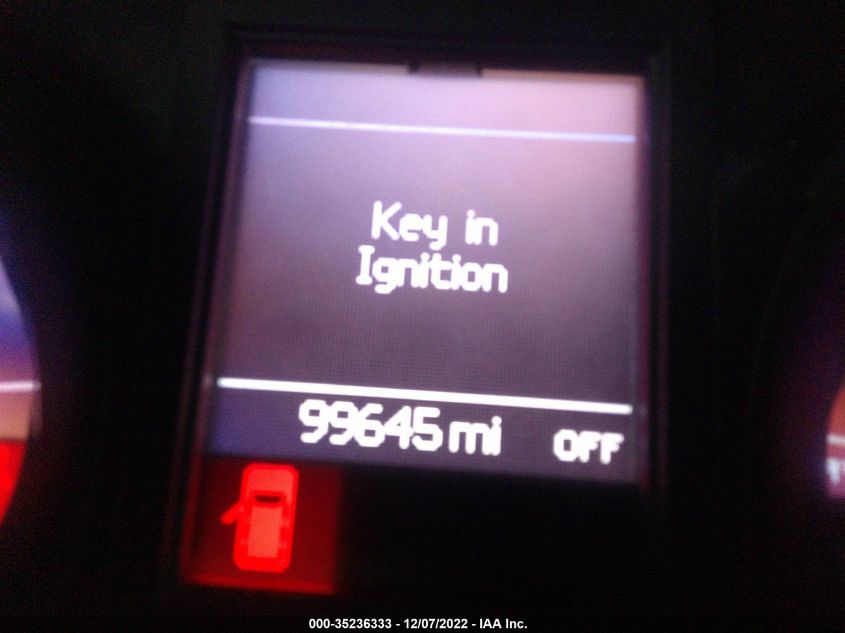 Key in
Ignition
99645 mi OFF
000-35236333 - 12/07/2022 - IAA Inc.